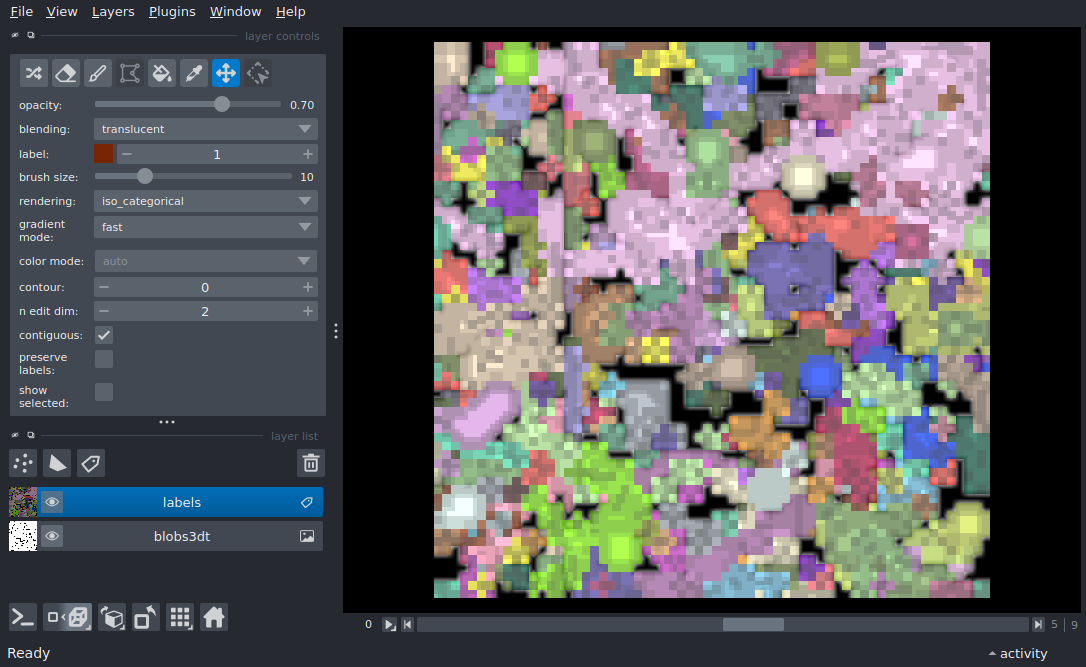 File View Layers Plugins Window Help
layer controls
opacity: 0.70
blending: translucent
label: 1
brush size: 10
rendering: iso_categorical
gradient mode: fast
color mode: auto
contour: 0
n edit dim: 2
contiguous:
preserve labels:
show selected:
layer list
labels
blobs3dt
0 5 | 9
Ready activity